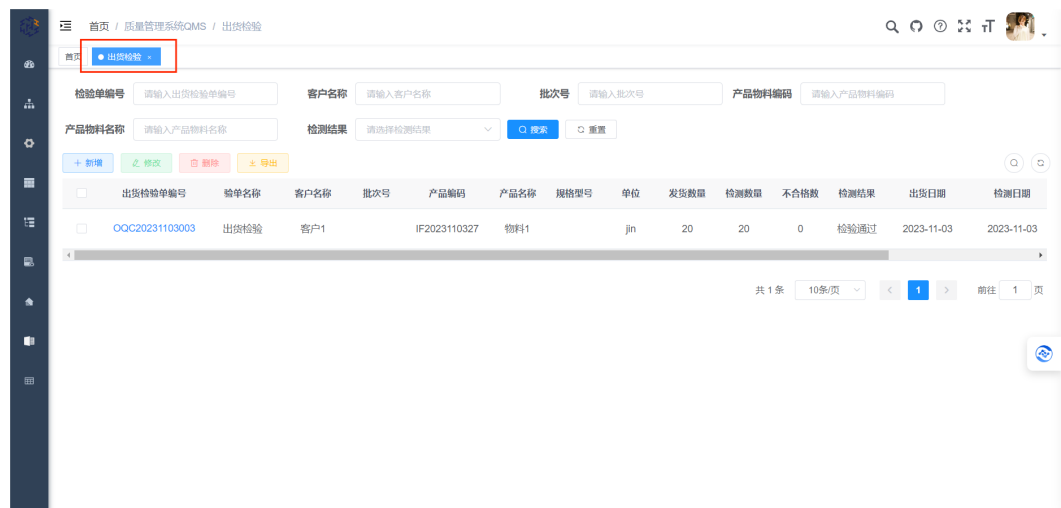 首页 / 质量管理系统QMS / 出货检验
首页 出货检验 ×
检验单编号 请输入出货检验单编号 客户名称 请输入客户名称 批次号 请输入批次号 产品物料编码 请输入产品物料编码
产品物料名称 请输入产品物料名称 检测结果 请选择检测结果 搜索 重置
+ 新增 修改 删除 导出
出货检验单编号 验单名称 客户名称 批次号 产品编码 产品名称 规格型号 单位 发货数量 检测数量 不合格数 检测结果 出货日期 检测日期
OQC20231103003 出货检验 客户1 IF2023110327 物料1 jin 20 20 0 检验通过 2023-11-03 2023-11-03
共 1 条 10条/页 < 1 > 前往 1 页